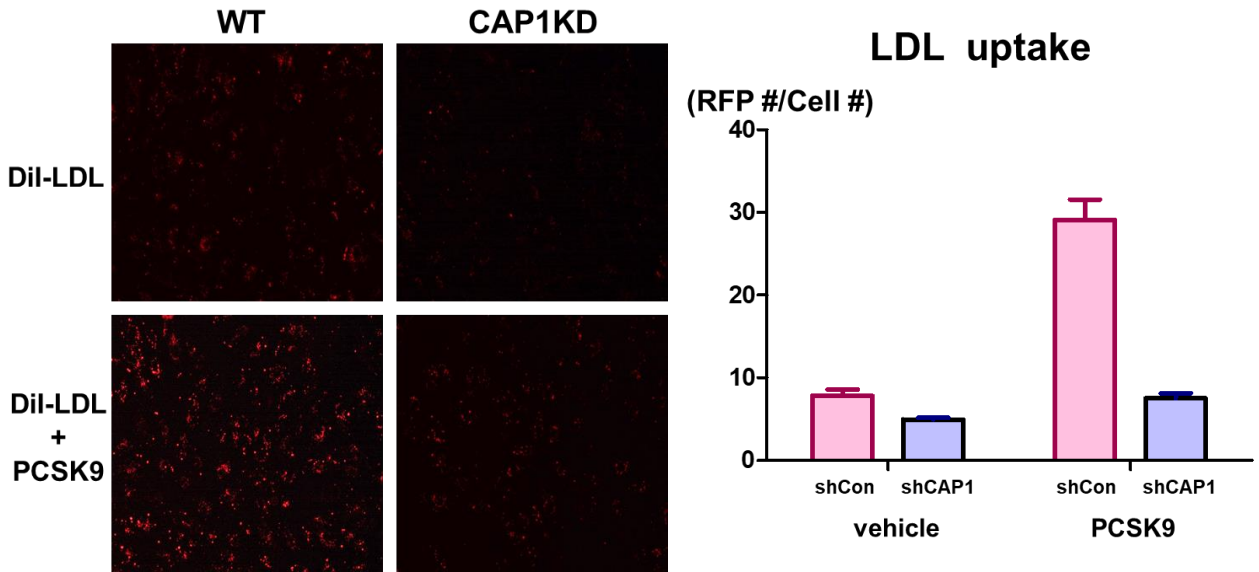 WT
CAP1KD
DiI-LDL
DiI-LDL
+
PCSK9
LDL uptake
(RFP #/Cell #)
40
30
20
10
0
shCon
shCAP1
shCon
shCAP1
vehicle
PCSK9